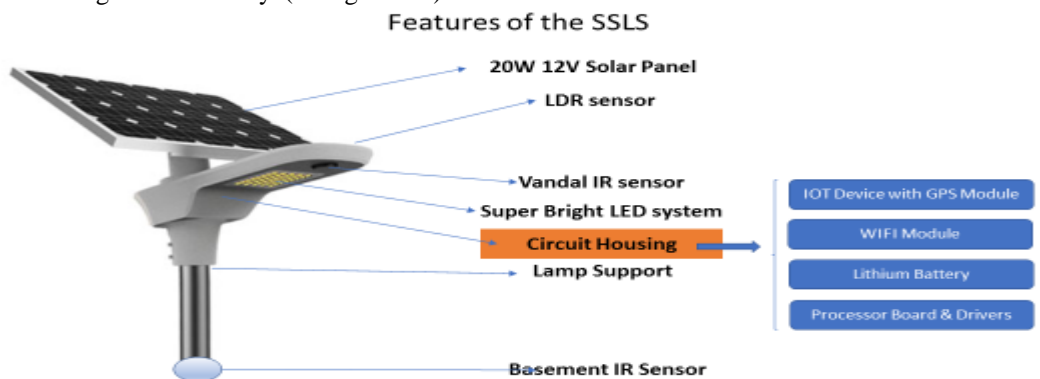 Features of the SSLS
20W 12V Solar Panel
LDR sensor
Vandal IR sensor
Super Bright LED system
Circuit Housing
Lamp Support
Basement IR Sensor
IOT Device with GPS Module
WIFI Module
Lithium Battery
Processor Board & Drivers